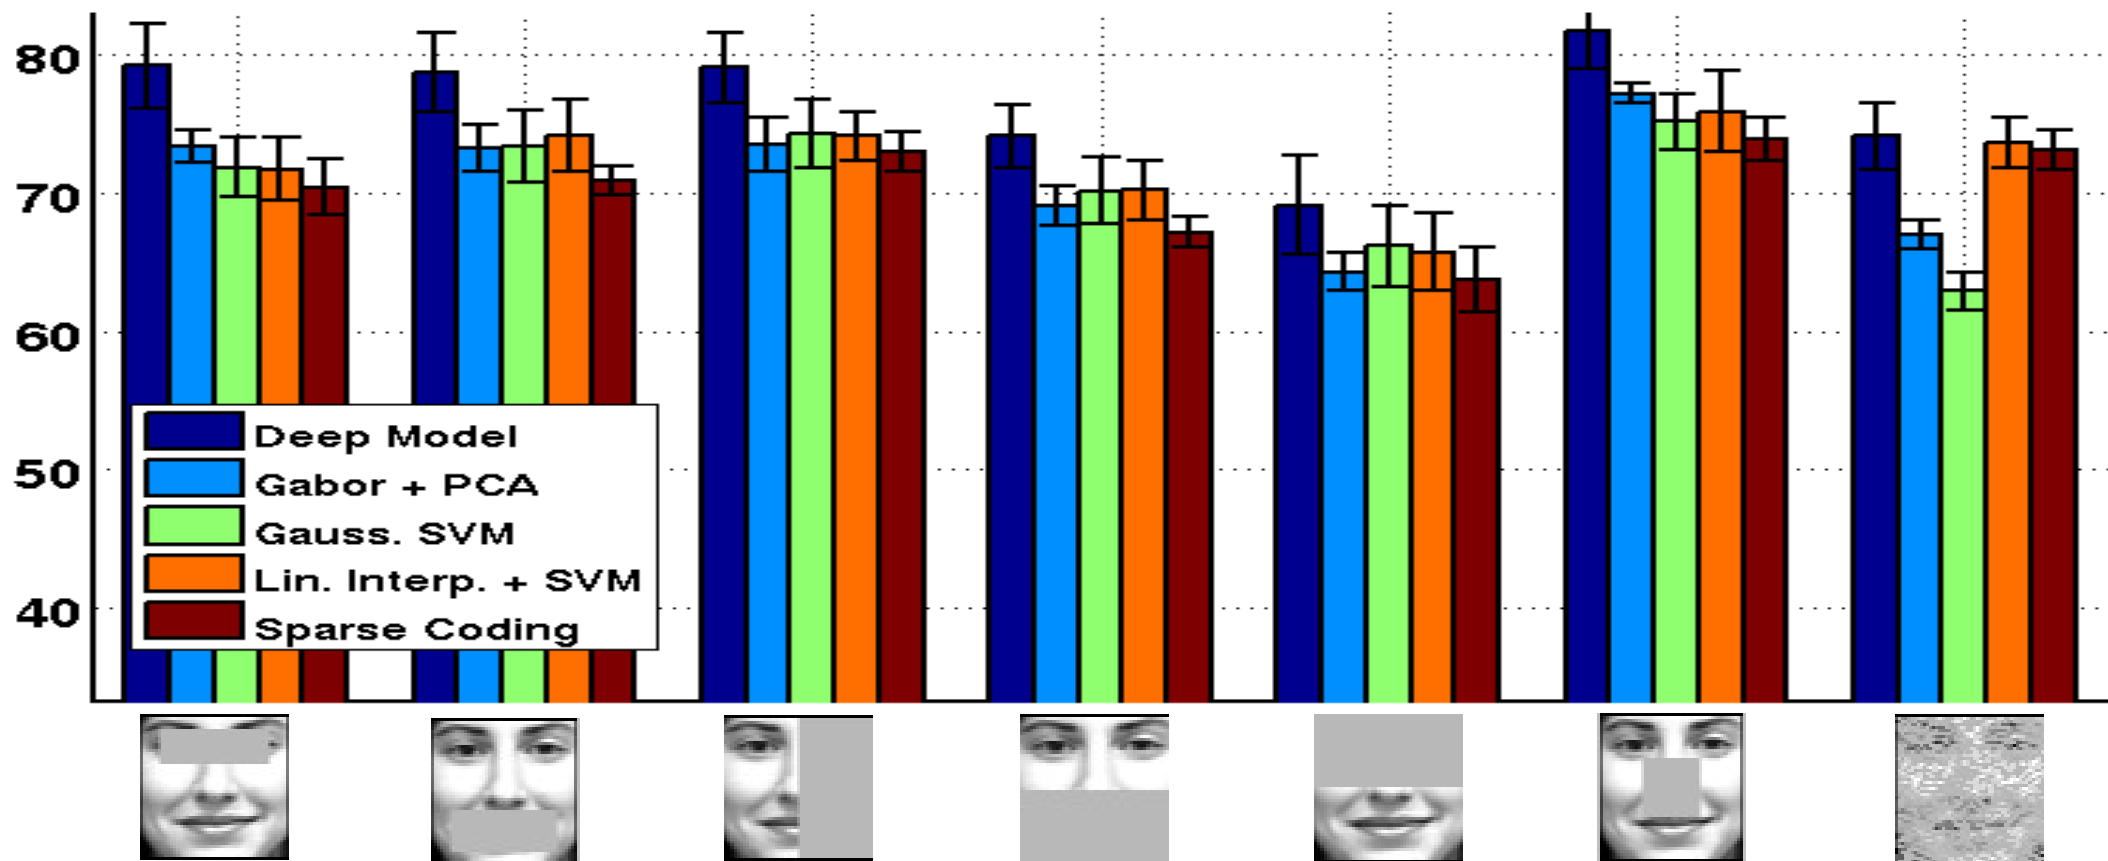 80
70
60
50
40
Deep Model
Gabor + PCA
Gauss. SVM
Lin. Interp. + SVM
Sparse Coding